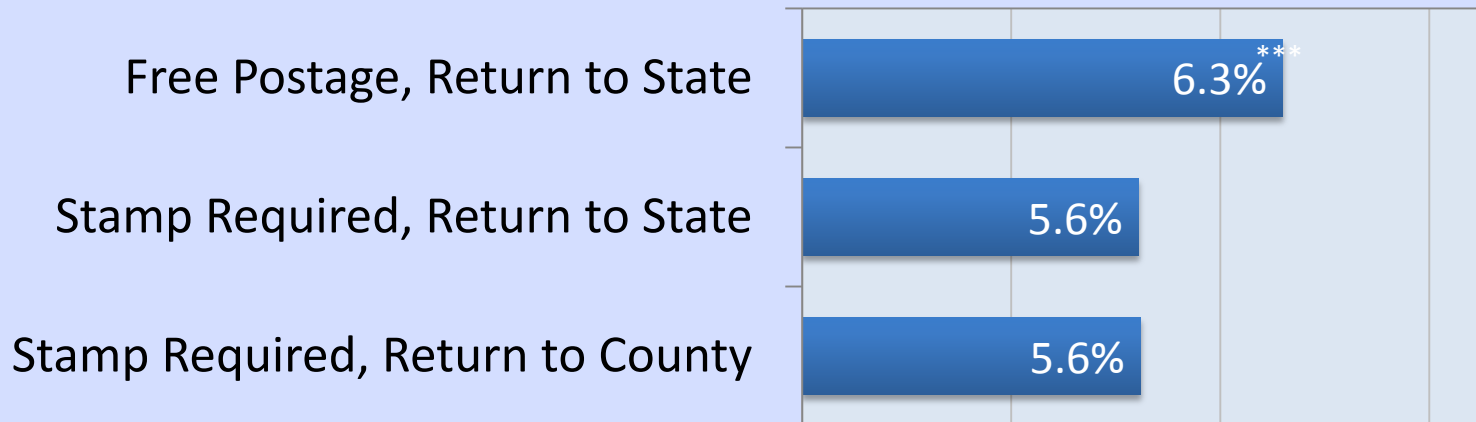 Free Postage, Return to State
6.3%***
Stamp Required, Return to State
5.6%
Stamp Required, Return to County
5.6%